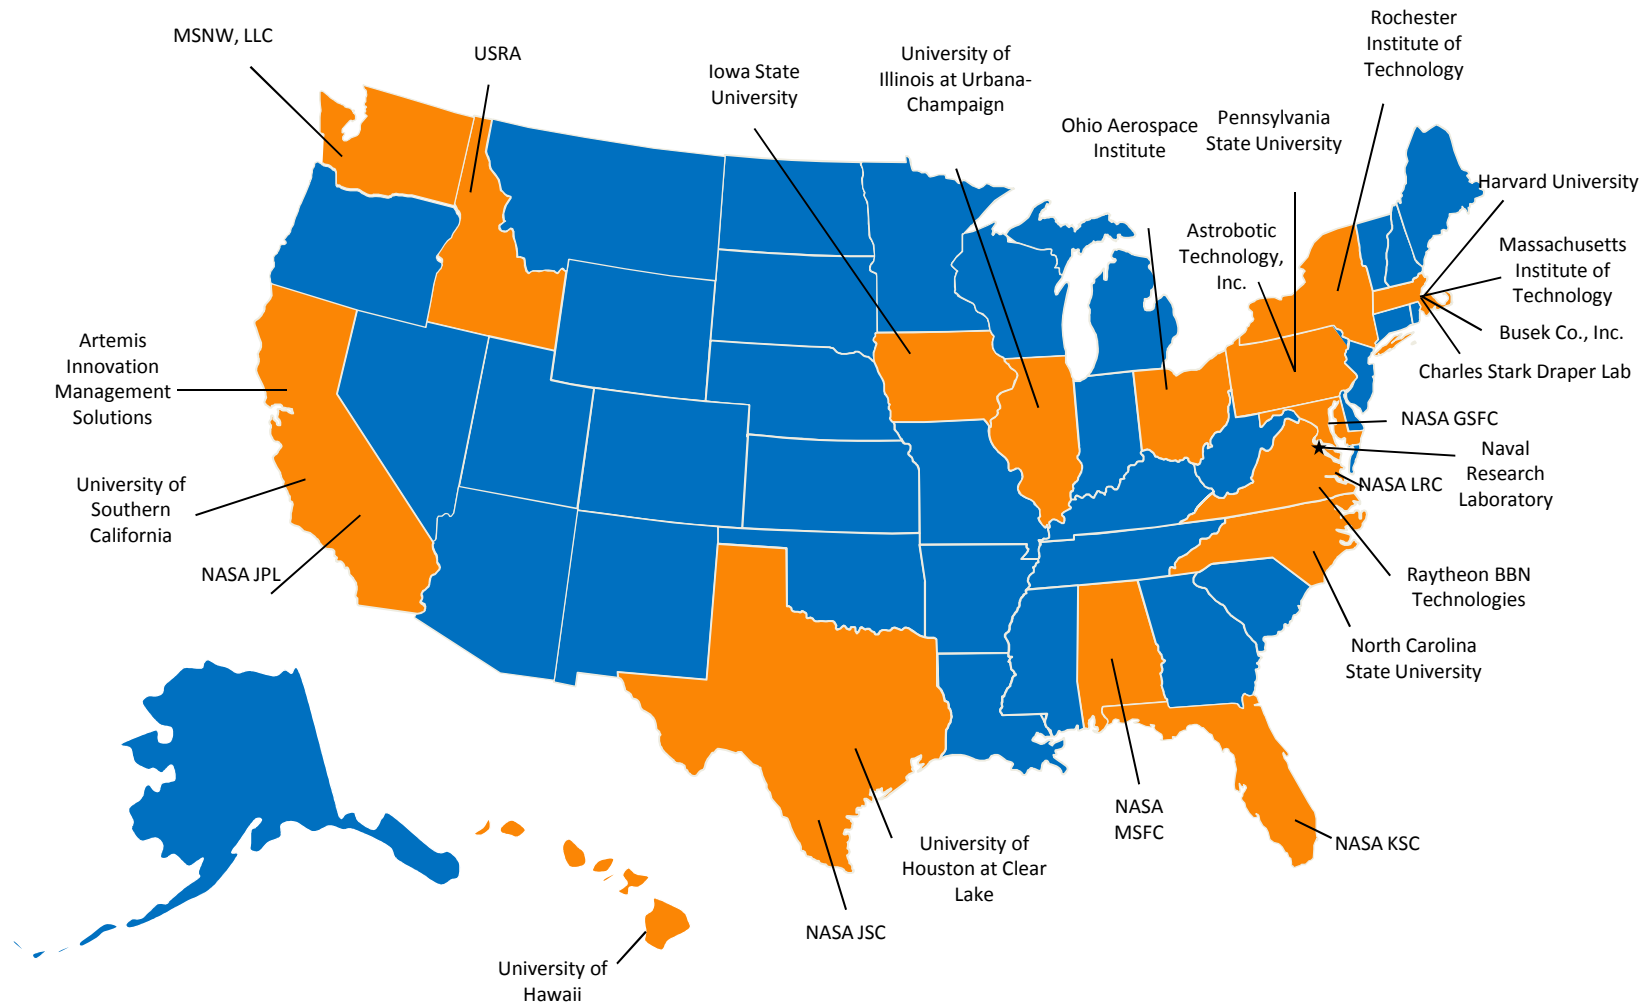 MSNW, LLC
USRA
Iowa State
University
University of
Illinois at Urbana-
Champaign
Ohio Aerospace
Institute
Pennsylvania
State University
Rochester
Institute of
Technology
Harvard University
Astrobotic
Technology,
Inc.
Massachusetts
Institute of
Technology
Busek Co., Inc.
Charles Stark Draper Lab
NASA GSFC
Naval
Research
Laboratory
NASA LRC
Raytheon BBN
Technologies
North Carolina
State University
Artemis
Innovation
Management
Solutions
University of
Southern
California
NASA JPL
NASA
MSFC
NASA KSC
University of
Houston at Clear
Lake
NASA JSC
University of
Hawaii